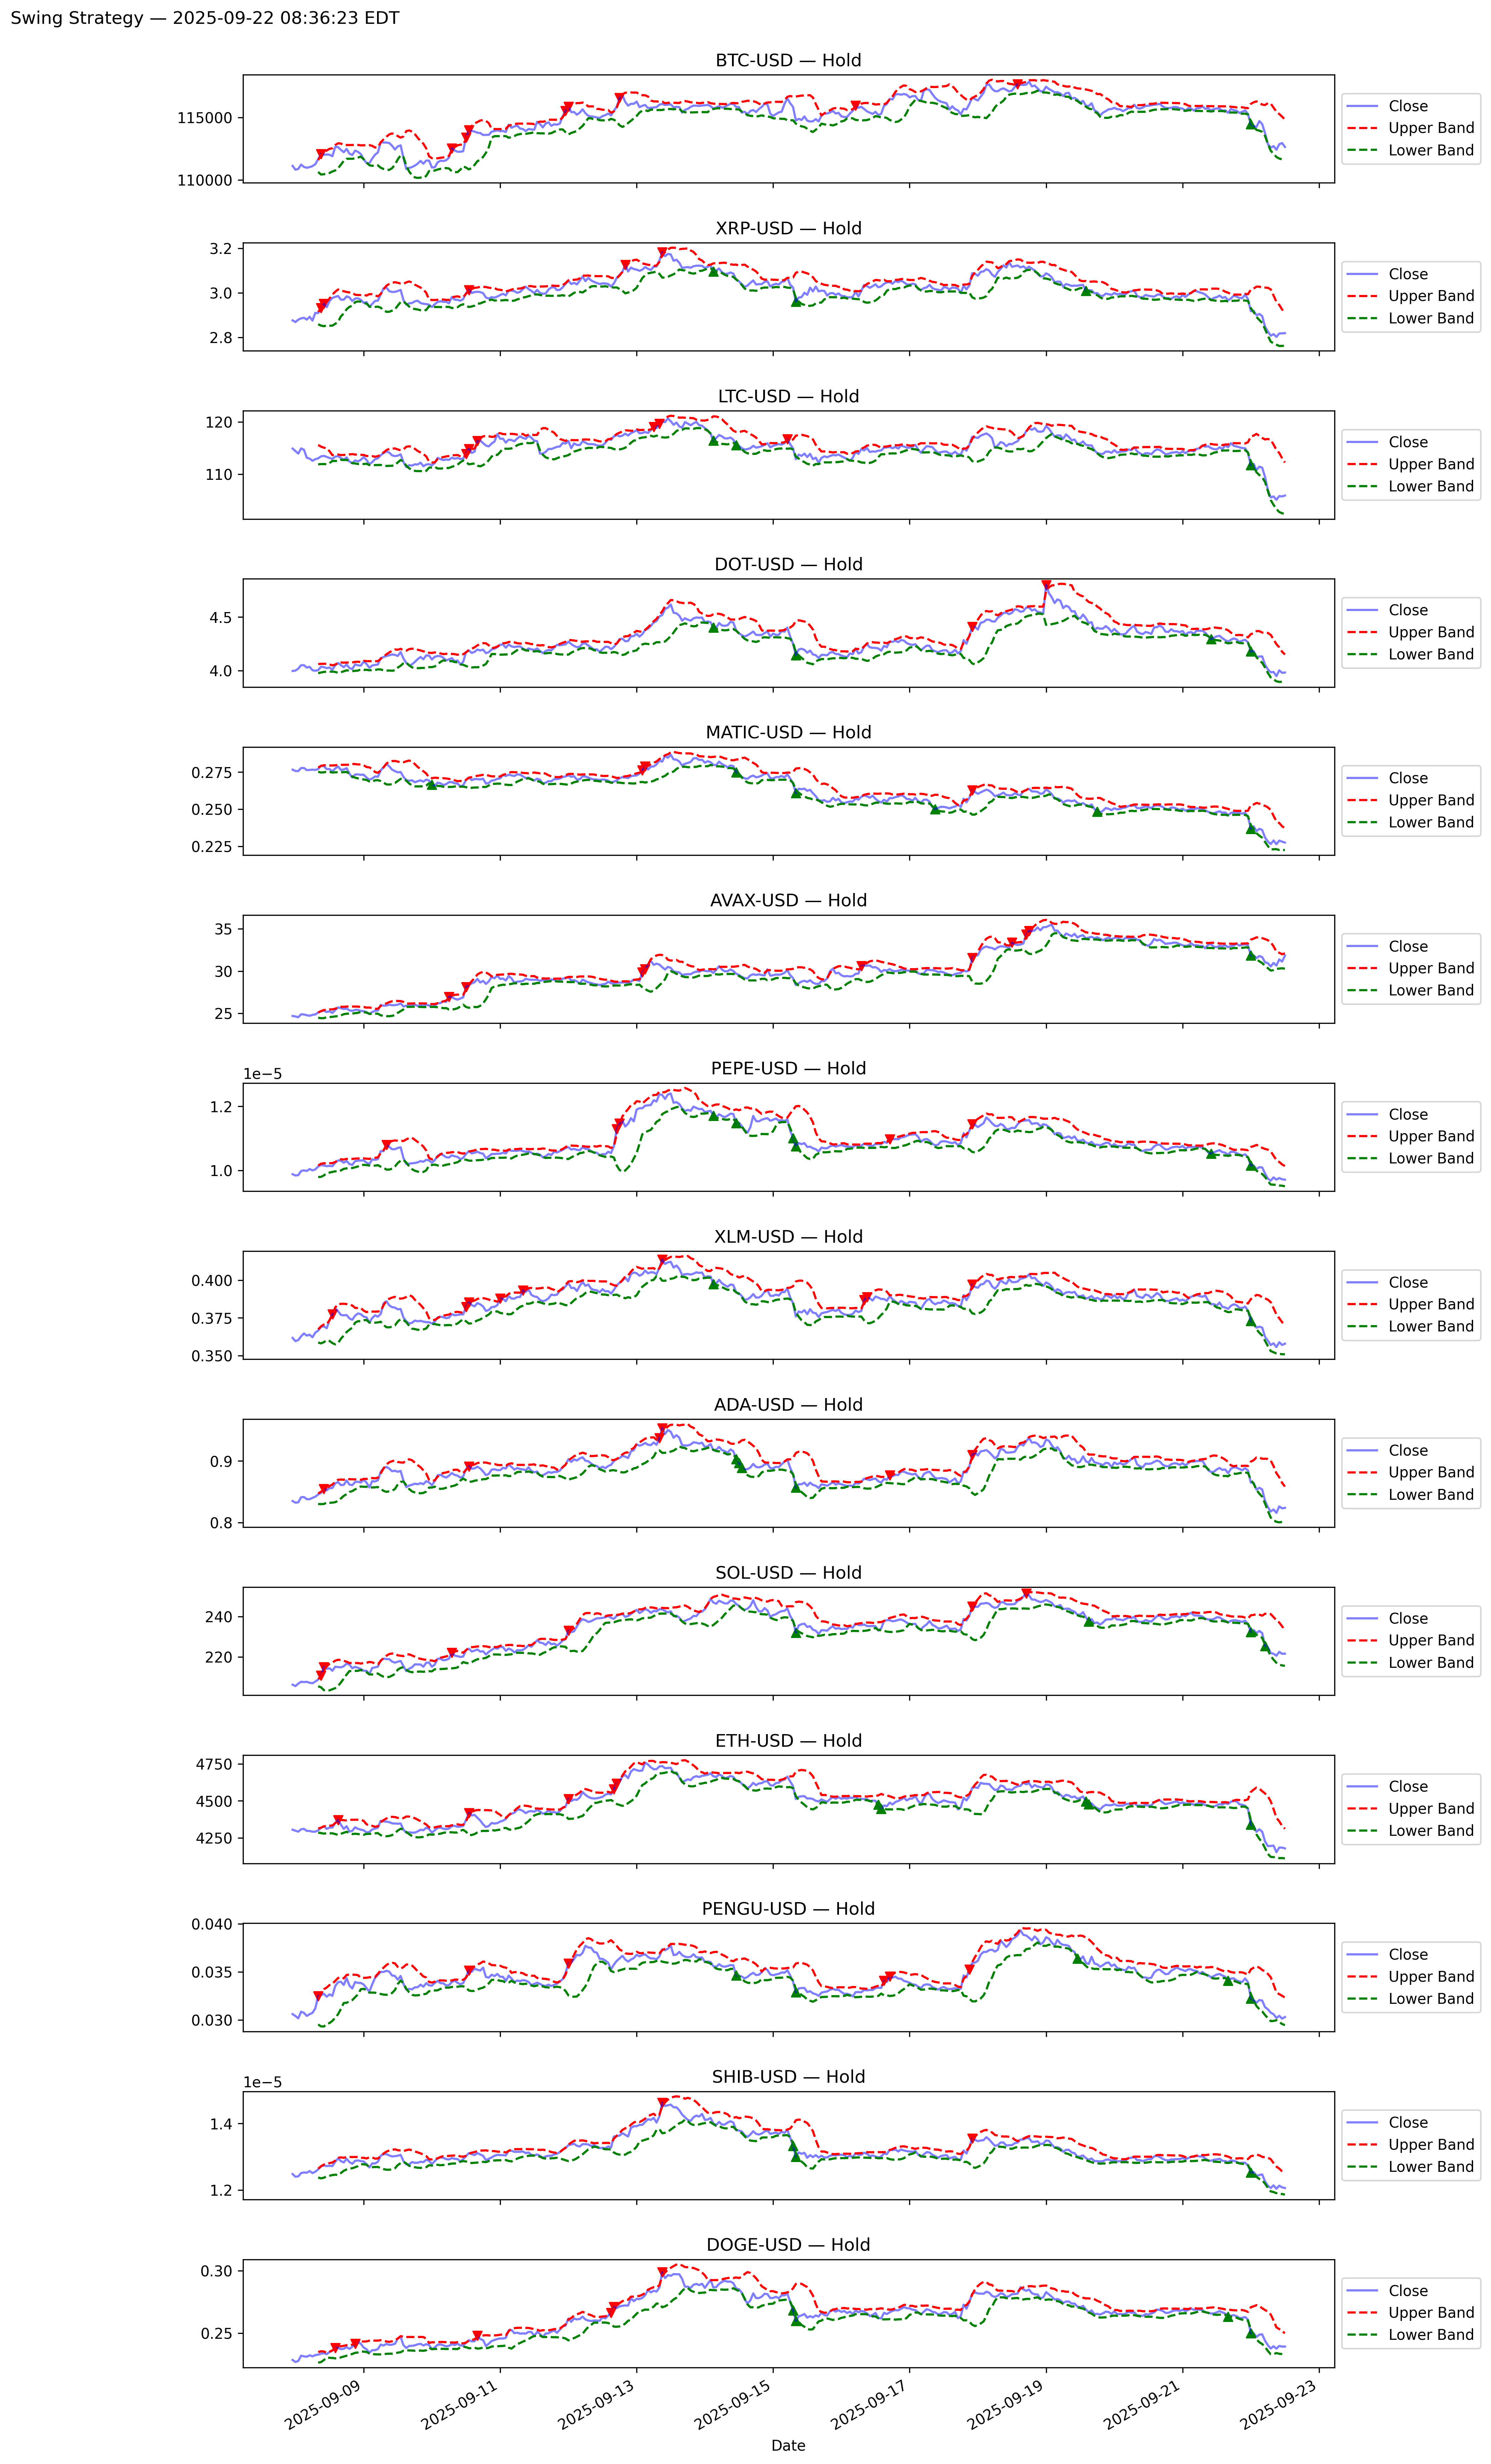 Swing Strategy — 2025-09-22 08:36:23 EDT
BTC-USD — Hold
115000
110000
Close
Upper Band
Lower Band
XRP-USD — Hold
3.2
3.0
2.8
Close
Upper Band
Lower Band
LTC-USD — Hold
120
110
Close
Upper Band
Lower Band
DOT-USD — Hold
4.5
4.0
Close
Upper Band
Lower Band
MATIC-USD — Hold
0.275
0.250
0.225
Close
Upper Band
Lower Band
AVAX-USD — Hold
35
30
25
Close
Upper Band
Lower Band
PEPE-USD — Hold
1e−5
1.2
1.0
Close
Upper Band
Lower Band
XLM-USD — Hold
0.400
0.375
0.350
Close
Upper Band
Lower Band
ADA-USD — Hold
0.9
0.8
Close
Upper Band
Lower Band
SOL-USD — Hold
240
220
Close
Upper Band
Lower Band
ETH-USD — Hold
4750
4500
4250
Close
Upper Band
Lower Band
PENGU-USD — Hold
0.040
0.035
0.030
Close
Upper Band
Lower Band
SHIB-USD — Hold
1e−5
1.4
1.2
Close
Upper Band
Lower Band
DOGE-USD — Hold
0.30
0.25
Close
Upper Band
Lower Band
2025-09-09
2025-09-11
2025-09-13
2025-09-15
2025-09-17
2025-09-19
2025-09-21
2025-09-23
Date